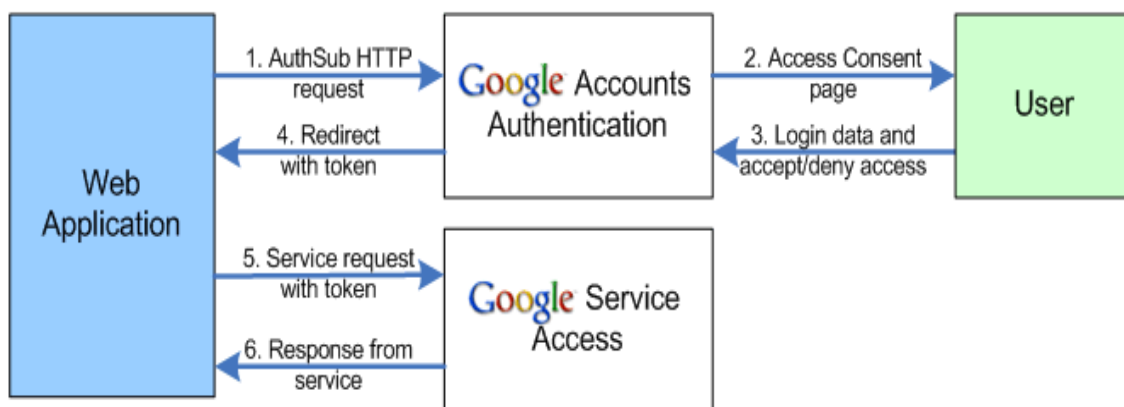 Web
Application
1. AuthSub HTTP
request
4. Redirect
with token
Google Accounts
Authentication
2. Access Consent
page
3. Login data and
accept/deny access
User
5. Service request
with token
6. Response from
service
Google Service
Access